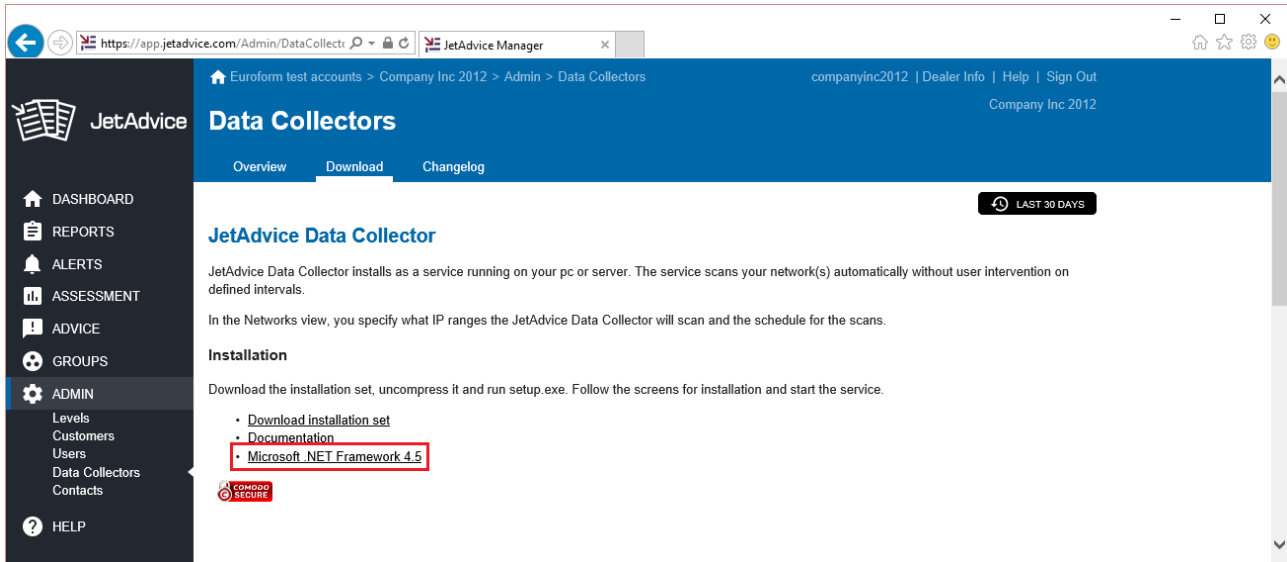 https://app.jetadvice.com/Admin/DataCollecte
JetAdvice Manager
Euroform test accounts > Company Inc 2012 > Admin > Data Collectors
companyinc2012 | Dealer Info | Help | Sign Out
Company Inc 2012
JetAdvice
Data Collectors
Overview Download Changelog
LAST 30 DAYS
DASHBOARD
REPORTS
ALERTS
ASSESSMENT
ADVICE
GROUPS
ADMIN
Levels
Customers
Users
Data Collectors
Contacts
HELP
JetAdvice Data Collector
JetAdvice Data Collector installs as a service running on your pc or server. The service scans your network(s) automatically without user intervention on
defined intervals.
In the Networks view, you specify what IP ranges the JetAdvice Data Collector will scan and the schedule for the scans.
Installation
Download the installation set, uncompress it and run setup.exe. Follow the screens for installation and start the service.
• Download installation set
• Documentation
• Microsoft .NET Framework 4.5
COMODO
SECURE